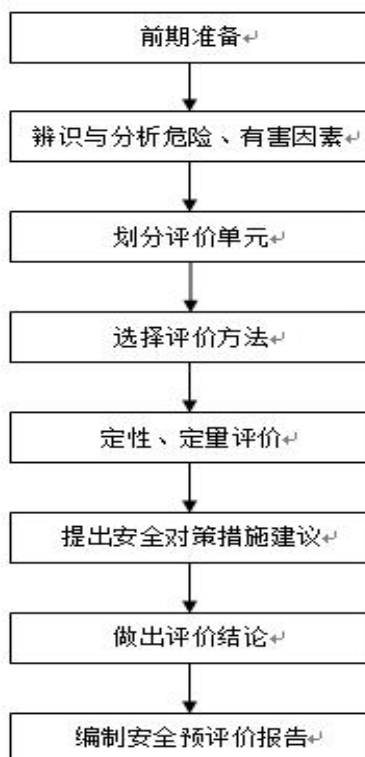 前期准备
辨识与分析危险、有害因素
划分评价单元
选择评价方法
定性、定量评价
提出安全对策措施建议
做出评价结论
编制安全预评价报告